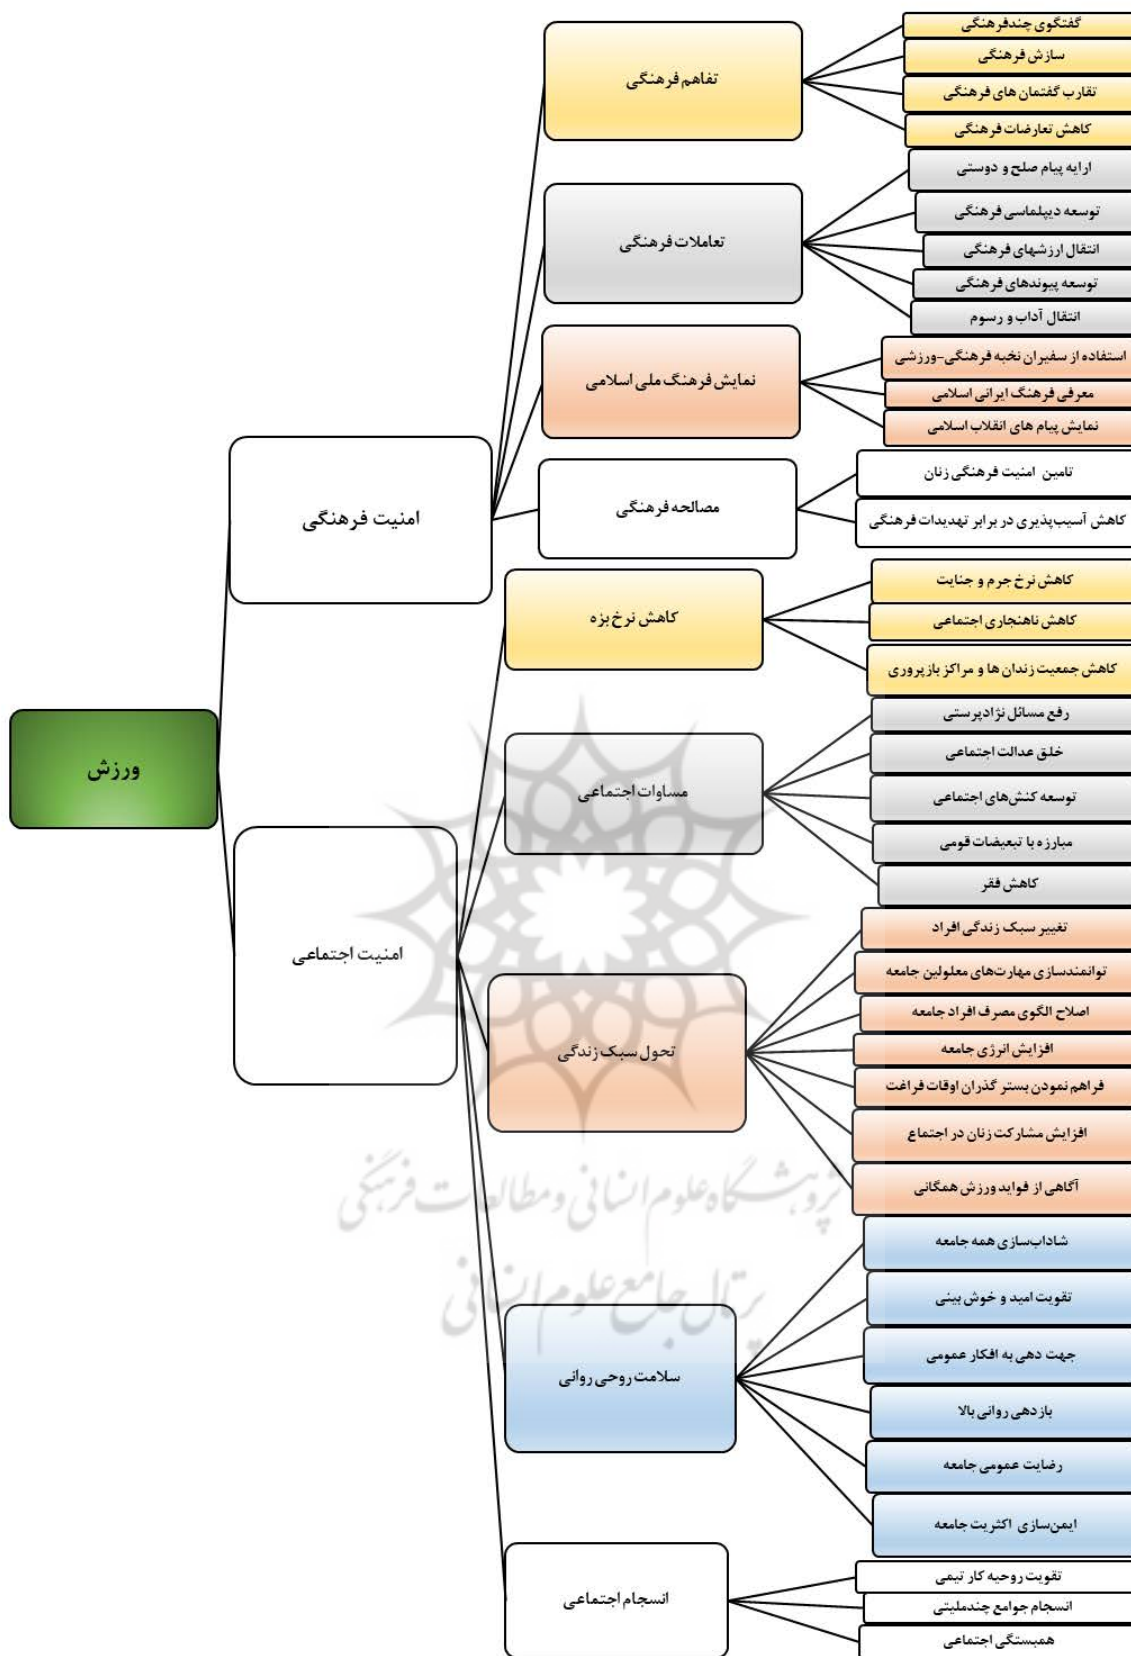 ورزش
امنیت فرهنگی
تفاهم فرهنگی
گفتگوی چندفرهنگی
سازش فرهنگی
تقارب گفتمان های فرهنگی
کاهش تعارضات فرهنگی
تعاملات فرهنگی
ارایه پیام صلح و دوستی
توسعه دیپلماسی فرهنگی
انتقال ارزشهای فرهنگی
توسعه پیوندهای فرهنگی
انتقال آداب و رسوم
نمایش فرهنگ ملی اسلامی
استفاده از سفیران نخبه فرهنگی-ورزشی
معرفی فرهنگ ایرانی اسلامی
نمایش پیام های انقلاب اسلامی
مصالحه فرهنگی
تامین امنیت فرهنگی زنان
کاهش آسیب‌پذیری در برابر تهدیدات فرهنگی
امنیت اجتماعی
کاهش نرخ بزه
کاهش نرخ جرم و جنایت
کاهش ناهنجاری اجتماعی
کاهش جمعیت زندان ها و مراکز بازپروری
مساوات اجتماعی
رفع مسائل نژادپرستی
خلق عدالت اجتماعی
توسعه کنش‌های اجتماعی
مبارزه با تبعیضات قومی
کاهش فقر
تحول سبک زندگی
تغییر سبک زندگی افراد
توانمندسازی مهارت‌های معلولین جامعه
اصلاح الگوی مصرف افراد جامعه
افزایش انرژی جامعه
فراهم نمودن بستر گذران اوقات فراغت
افزایش مشارکت زنان در اجتماع
آگاهی از فواید ورزش همگانی
سلامت روحی روانی
شاداب‌سازی همه جامعه
تقویت امید و خوش بینی
جهت دهی به افکار عمومی
بازدهی روانی بالا
رضایت عمومی جامعه
ایمن‌سازی اکثریت جامعه
انسجام اجتماعی
تقویت روحیه کار تیمی
انسجام جوامع چندملیتی
همبستگی اجتماعی
پژوهشگاه علوم انسانی و مطالعات فرهنگی
پرتال جامع علوم انسانی